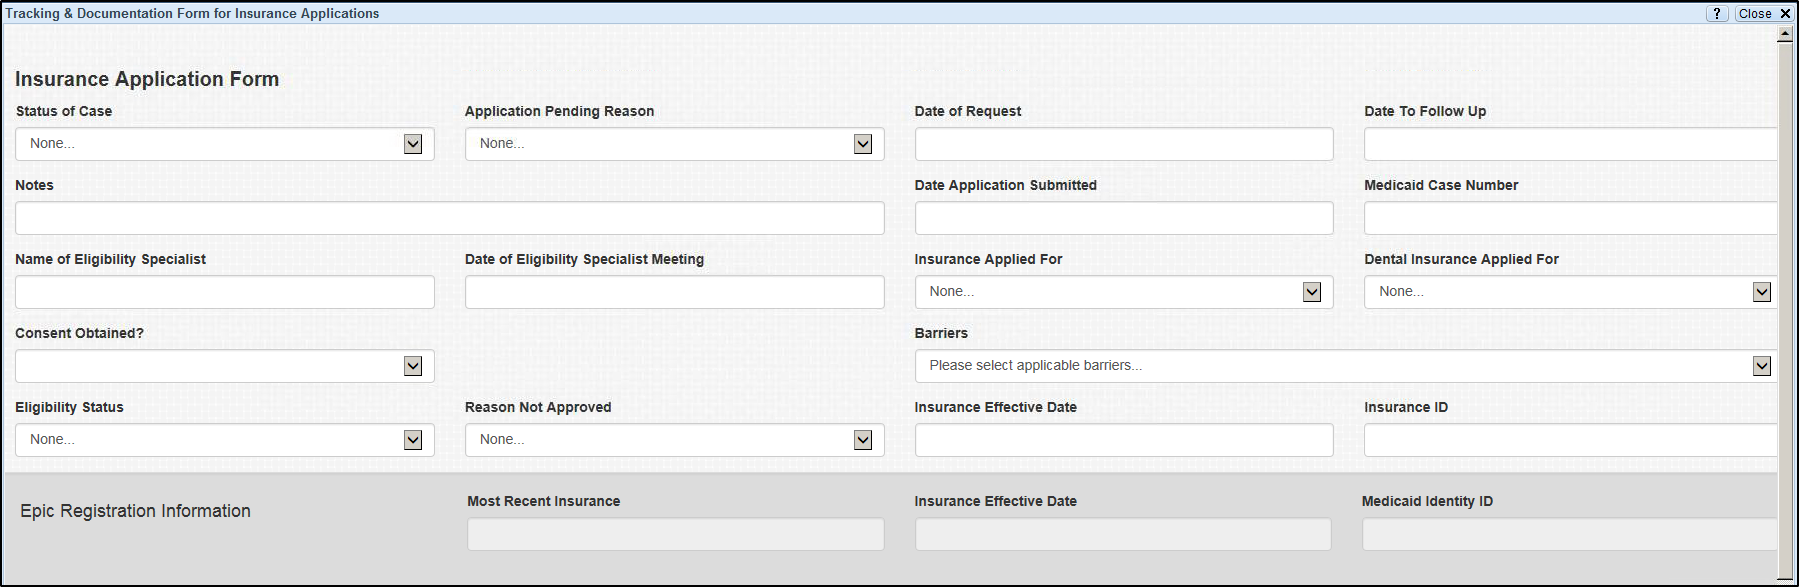 Tracking & Documentation Form for Insurance Applications ? Close X
Insurance Application Form
Status of Case Application Pending Reason Date of Request Date To Follow Up
None... None...
Notes Date Application Submitted Medicaid Case Number
Name of Eligibility Specialist Date of Eligibility Specialist Meeting Insurance Applied For Dental Insurance Applied For
None... None...
Consent Obtained? Barriers
Please select applicable barriers...
Eligibility Status Reason Not Approved Insurance Effective Date Insurance ID
None... None...
Most Recent Insurance Insurance Effective Date Medicaid Identity ID
Epic Registration Information